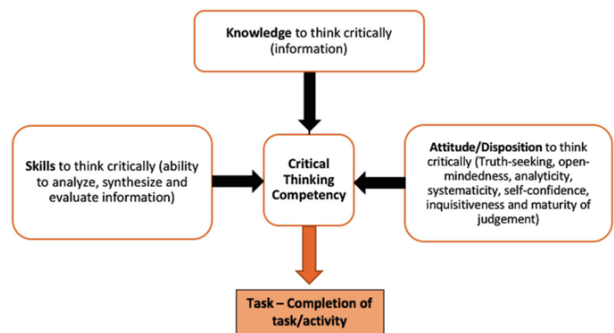 Knowledge to think critically
(information)
Skills to think critically (ability
to analyze, synthesize and
evaluate information)
Critical
Thinking
Competency
Attitude/Disposition to think
critically (Truth-seeking, open-
mindedness, analyticity,
systematicity, self-confidence,
inquisitiveness and maturity of
judgement)
Task – Completion of
task/activity